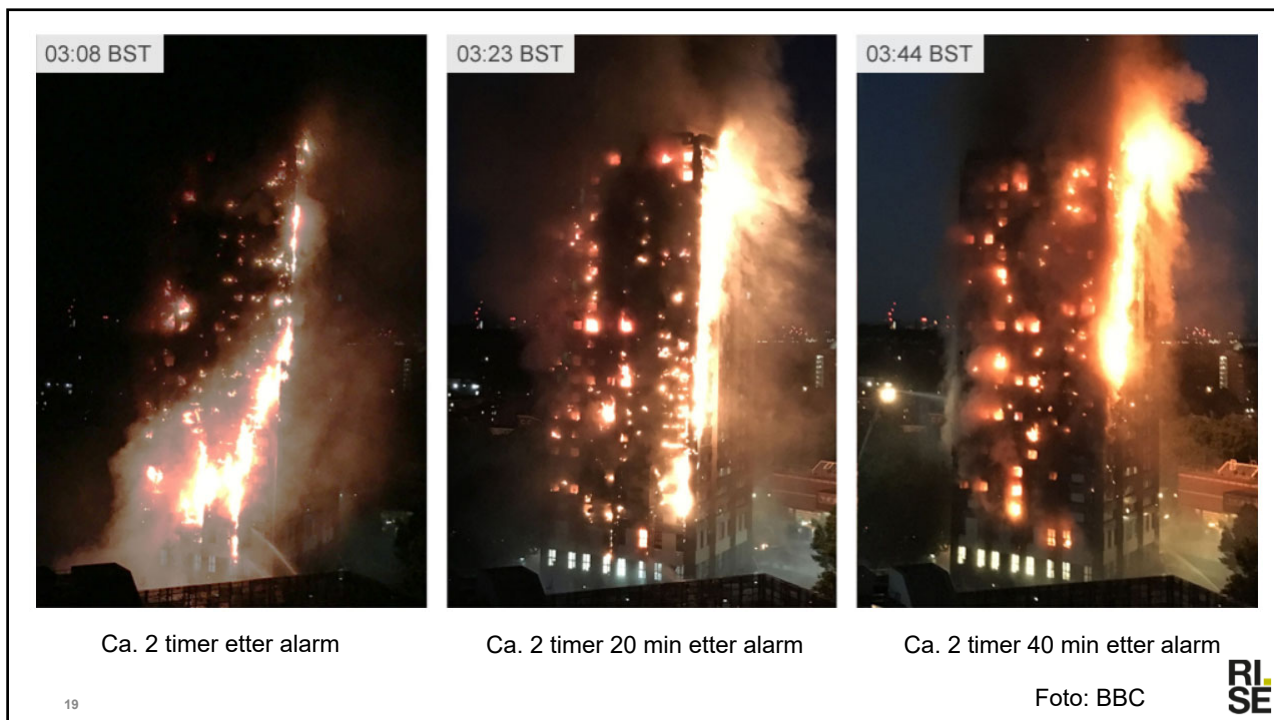 03:08 BST
03:23 BST
03:44 BST
Ca. 2 timer etter alarm
Ca. 2 timer 20 min etter alarm
Ca. 2 timer 40 min etter alarm
Foto: BBC
19
RI.
SE